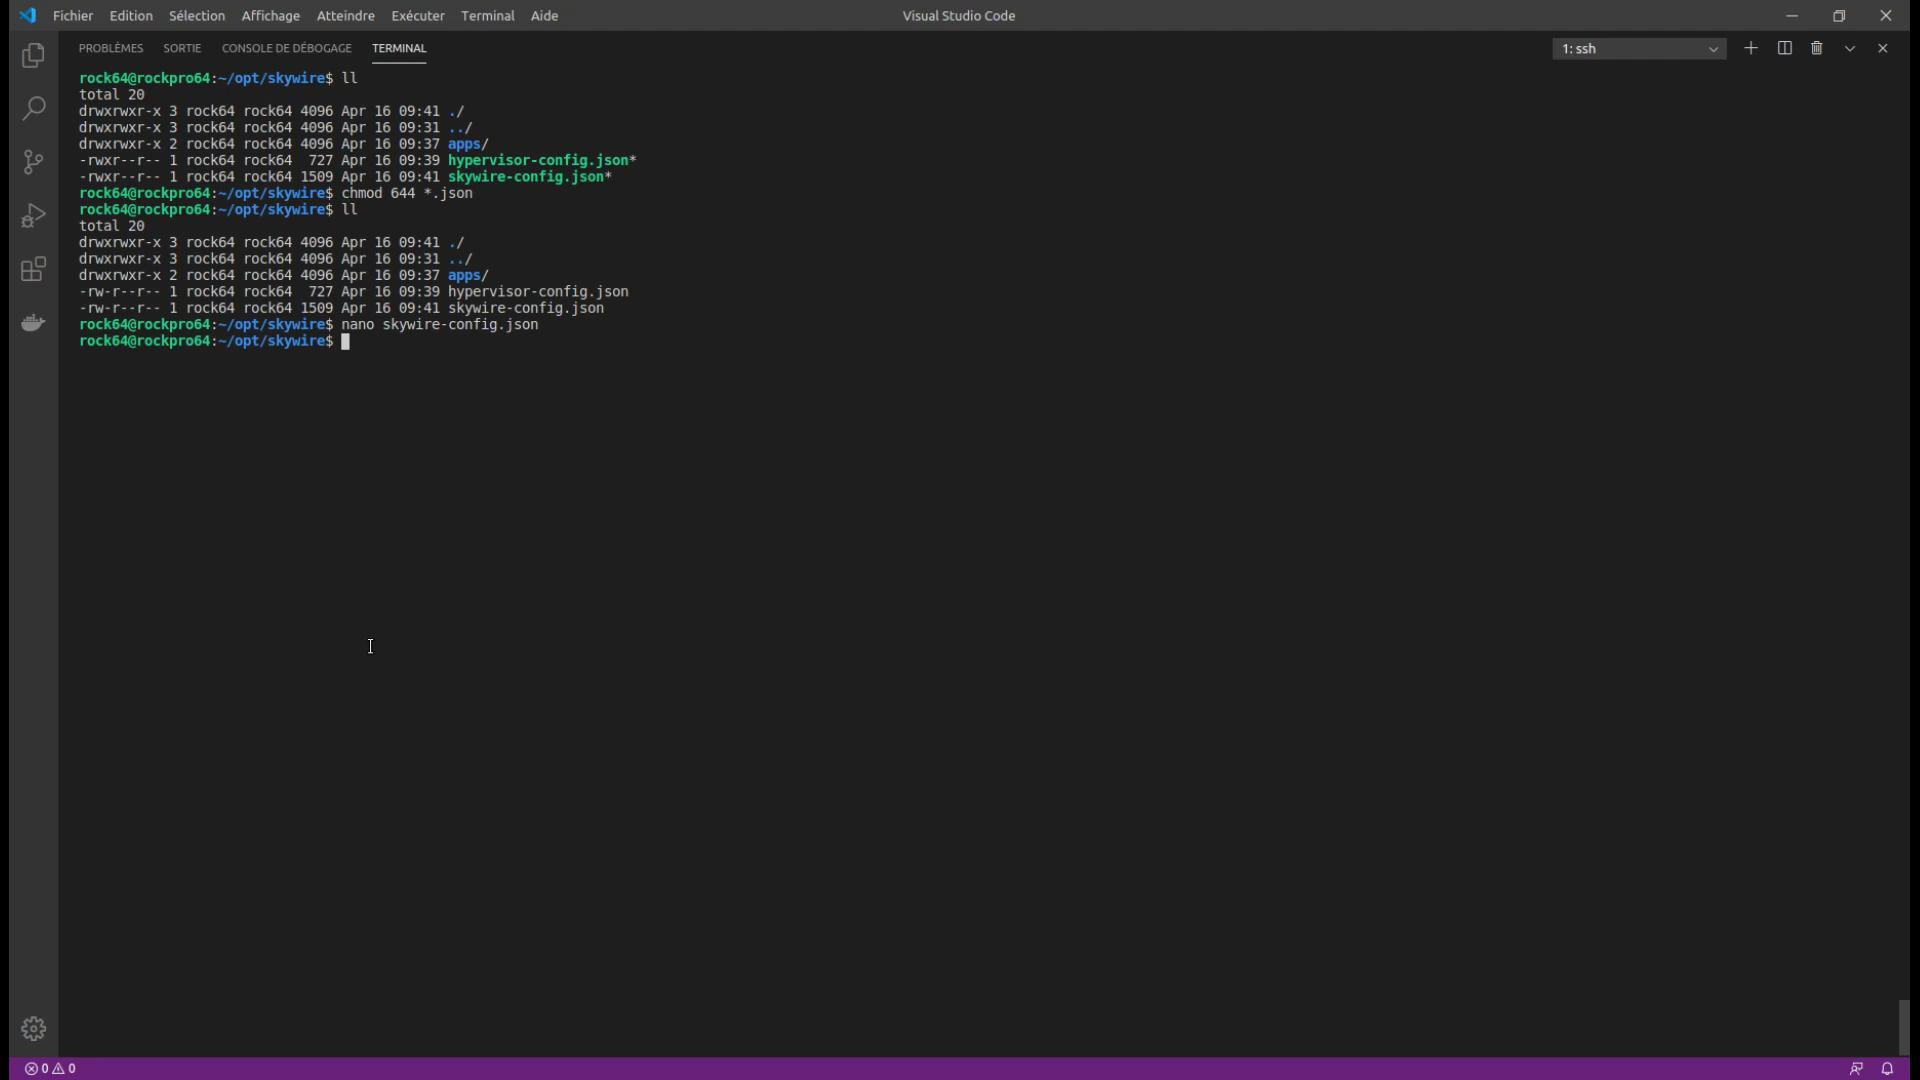 Fichier Edition Sélection Affichage Atteindre Exécuter Terminal Aide Visual Studio Code
PROBLÈMES SORTIE CONSOLE DE DÉBOGAGE TERMINAL 1: ssh
rock64@rockpro64:~/opt/skywire$ ll
total 20
drwxrwxr-x 3 rock64 rock64 4096 Apr 16 09:41 ./
drwxrwxr-x 3 rock64 rock64 4096 Apr 16 09:31 ../
drwxrwxr-x 2 rock64 rock64 4096 Apr 16 09:37 apps/
-rwxr--r-- 1 rock64 rock64  727 Apr 16 09:39 hypervisor-config.json*
-rwxr--r-- 1 rock64 rock64 1509 Apr 16 09:41 skywire-config.json*
rock64@rockpro64:~/opt/skywire$ chmod 644 *.json
rock64@rockpro64:~/opt/skywire$ ll
total 20
drwxrwxr-x 3 rock64 rock64 4096 Apr 16 09:41 ./
drwxrwxr-x 3 rock64 rock64 4096 Apr 16 09:31 ../
drwxrwxr-x 2 rock64 rock64 4096 Apr 16 09:37 apps/
-rw-r--r-- 1 rock64 rock64  727 Apr 16 09:39 hypervisor-config.json
-rw-r--r-- 1 rock64 rock64 1509 Apr 16 09:41 skywire-config.json
rock64@rockpro64:~/opt/skywire$ nano skywire-config.json
rock64@rockpro64:~/opt/skywire$
0 0